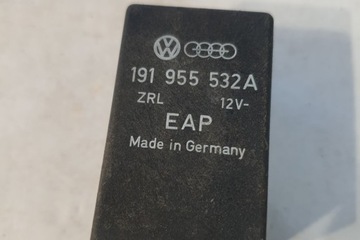 191 955 532A
ZRL 12V-
EAP
Made in Germany